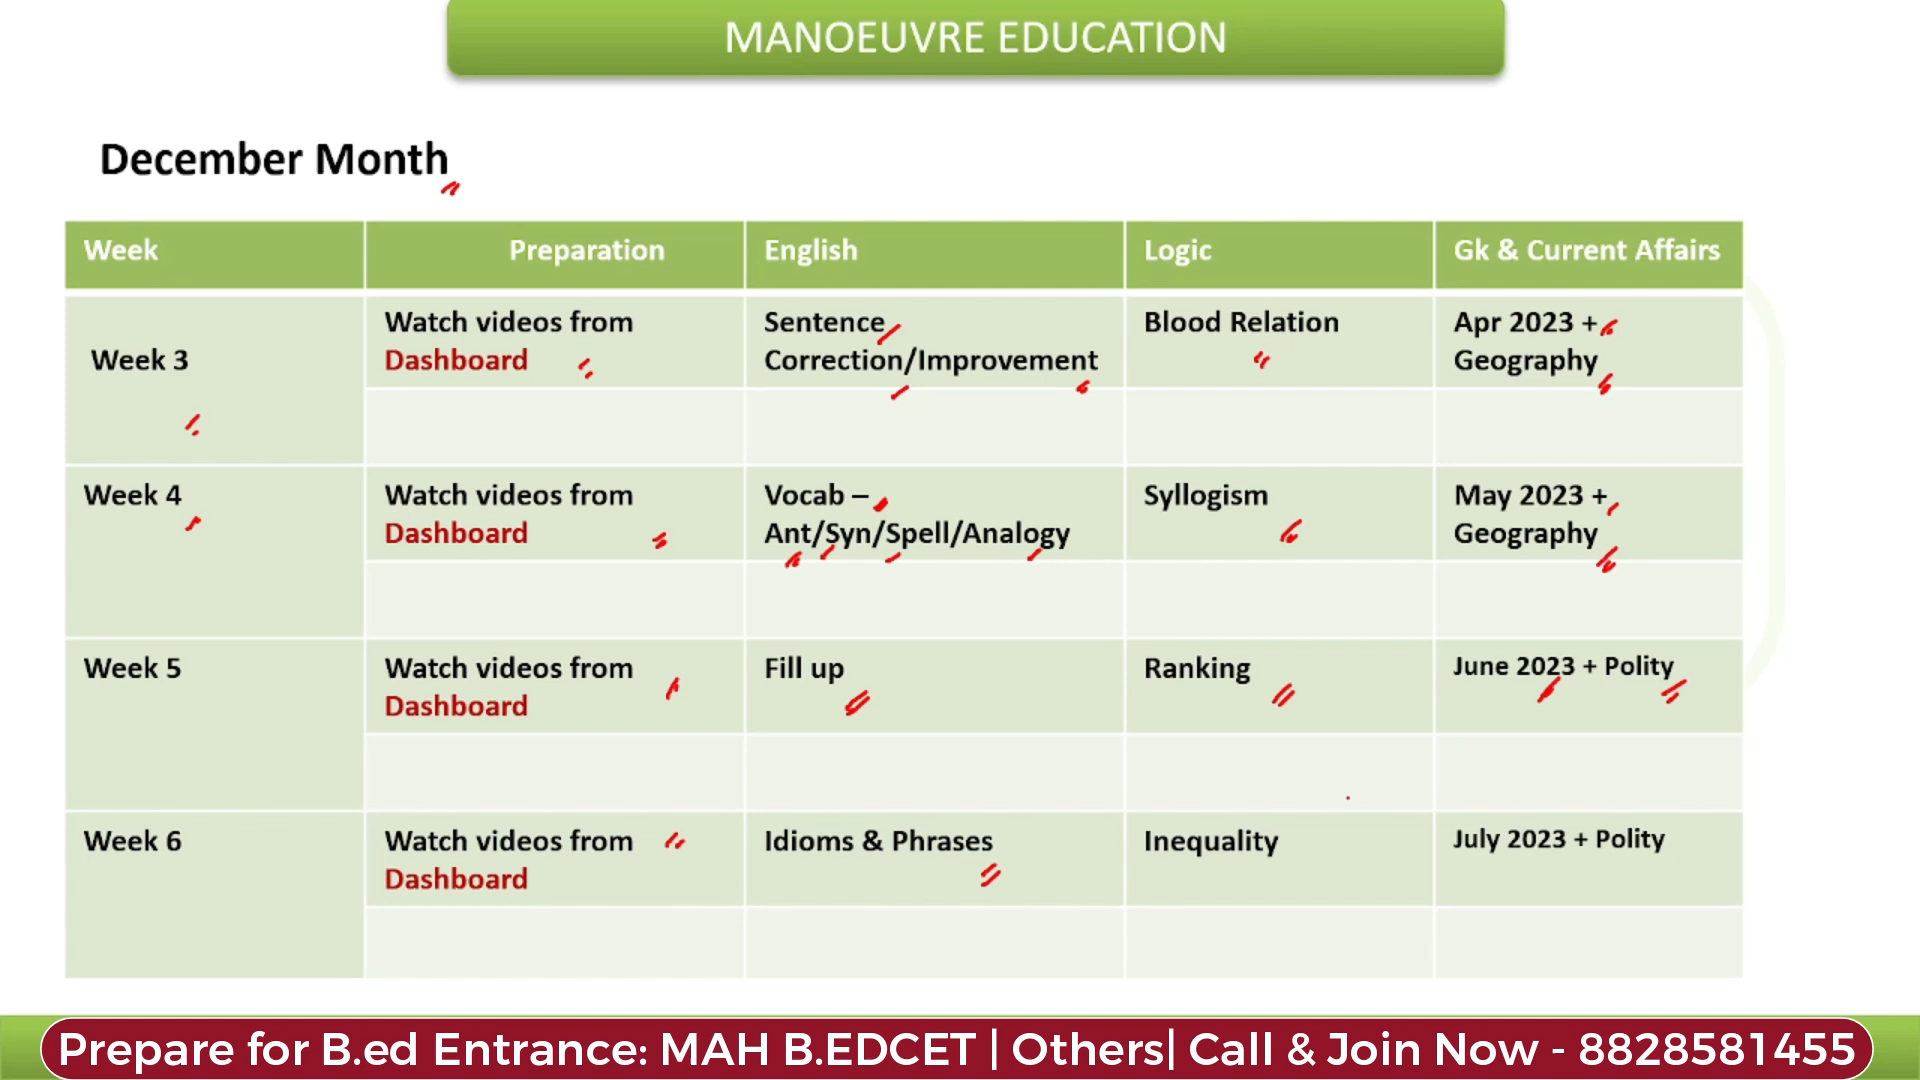 MANOEUVRE EDUCATION
December Month
Week
Preparation
English
Logic
Gk & Current Affairs
Week 3
Watch videos from
Dashboard
Sentence
Correction/Improvement
Blood Relation
Apr 2023 +
Geography
Week 4
Watch videos from
Dashboard
Vocab –
Ant/Syn/Spell/Analogy
Syllogism
May 2023 +
Geography
Week 5
Watch videos from
Dashboard
Fill up
Ranking
June 2023 + Polity
Week 6
Watch videos from
Dashboard
Idioms & Phrases
Inequality
July 2023 + Polity
Prepare for B.ed Entrance: MAH B.EDCET | Others| Call & Join Now - 8828581455